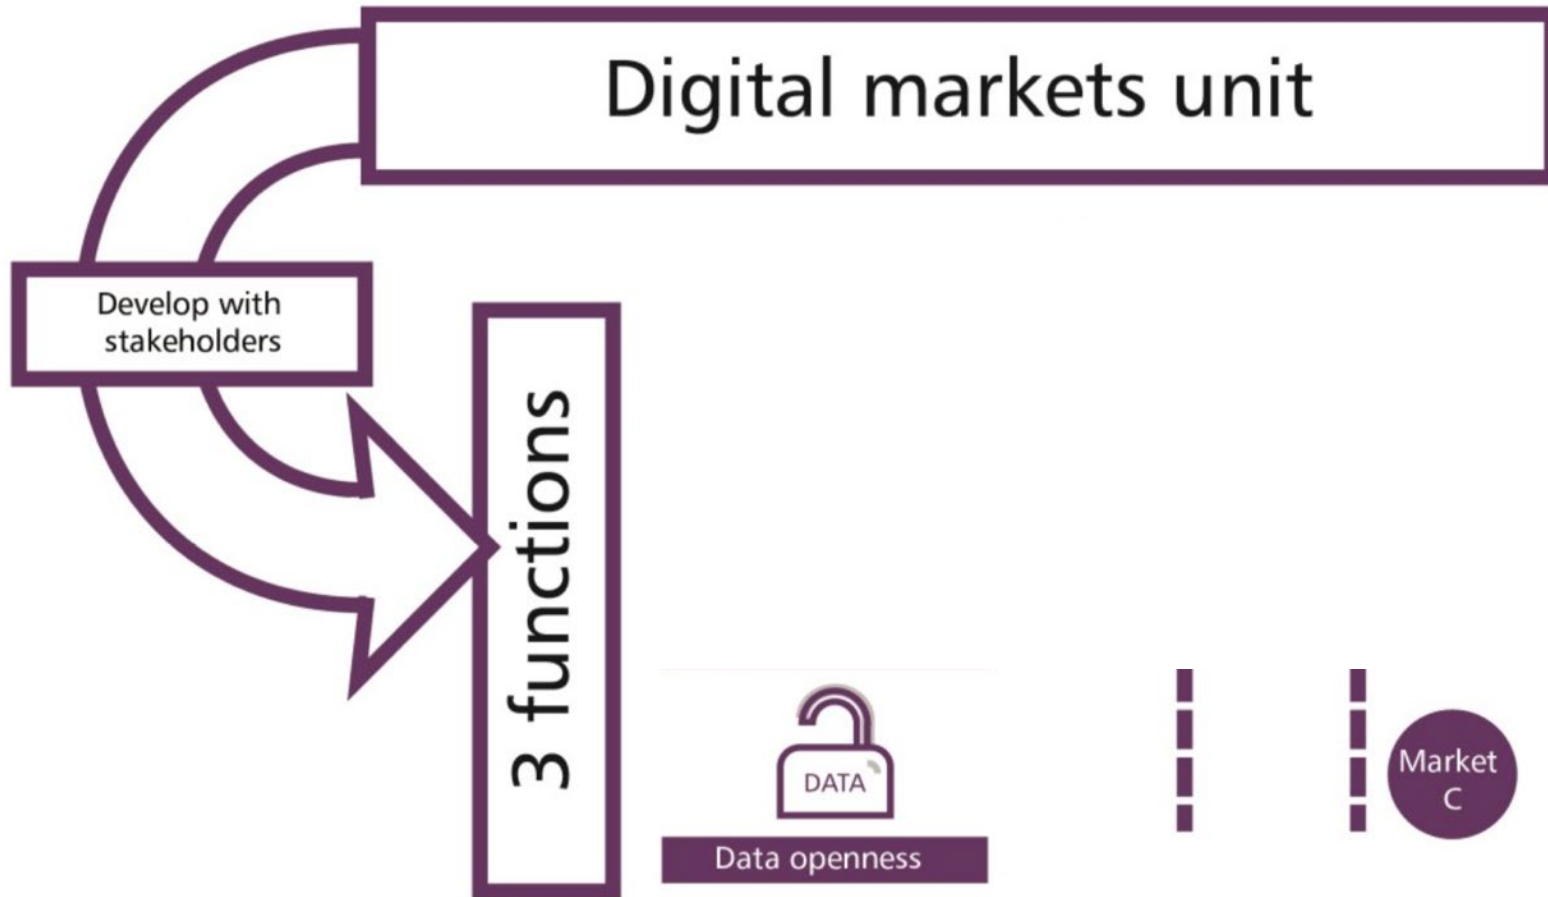 Digital markets unit
Develop with
stakeholders
3 functions
DATA
Data openness
Market
C